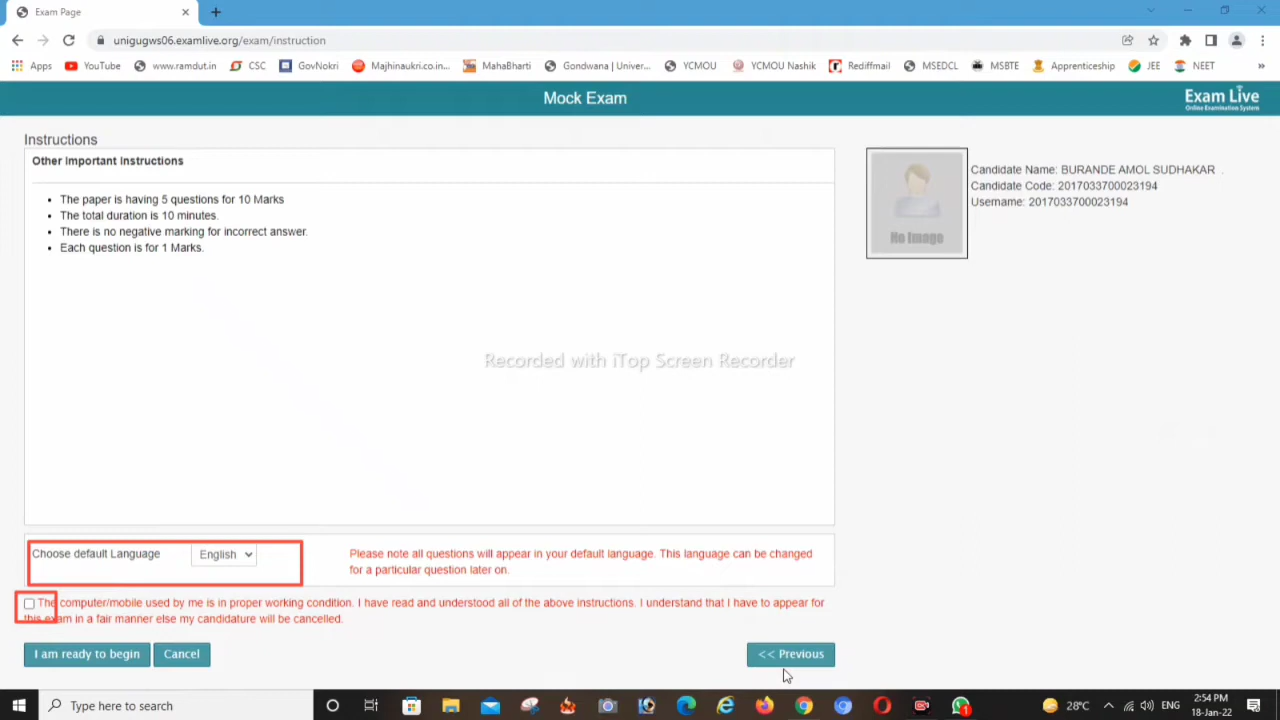 Exam Page
unigugws06.examlive.org/exam/instruction
Apps YouTube www.ramdut.in CSC GovNokri Majhinaukri.co.in... MahaBharti Gondwana | Univer... YCMOU YCMOU Nashik Rediffmail MSEDCL MSBTE Apprenticeship JEE NEET »
Mock Exam
Exam Live
Online Examination System
Instructions
Other Important Instructions
• The paper is having 5 questions for 10 Marks
• The total duration is 10 minutes.
• There is no negative marking for incorrect answer.
• Each question is for 1 Marks.
No Image
Candidate Name: BURANDE AMOL SUDHAKAR .
Candidate Code: 2017033700023194
Username: 2017033700023194
Recorded with iTop Screen Recorder
Choose default Language English
Please note all questions will appear in your default language. This language can be changed
for a particular question later on.
The computer/mobile used by me is in proper working condition. I have read and understood all of the above instructions. I understand that I have to appear for
this exam in a fair manner else my candidature will be cancelled.
I am ready to begin Cancel << Previous
Type here to search
1
28°C
ENG
2:54 PM
18-Jan-22